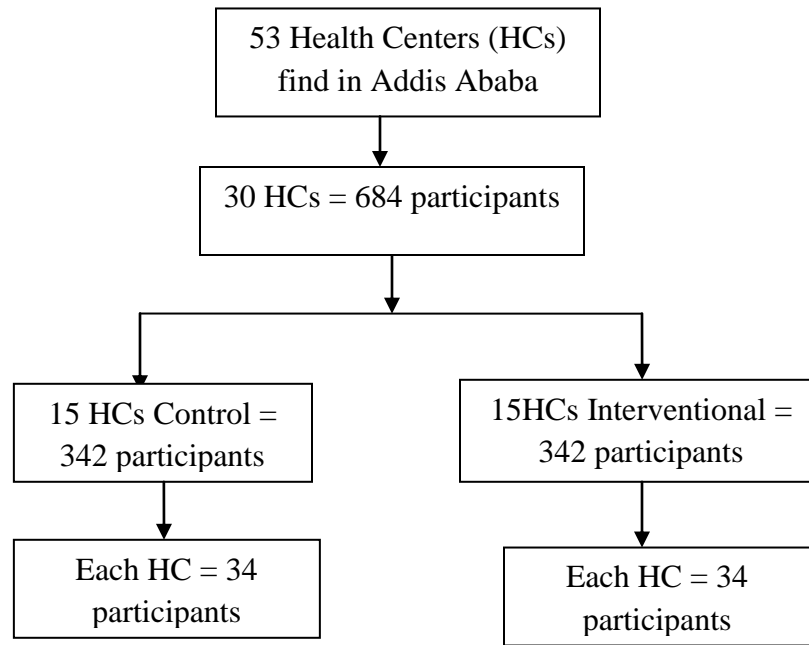 53 Health Centers (HCs)
find in Addis Ababa
30 HCs = 684 participants
15 HCs Control =
342 participants
15HCs Interventional =
342 participants
Each HC = 34
participants
Each HC = 34
participants